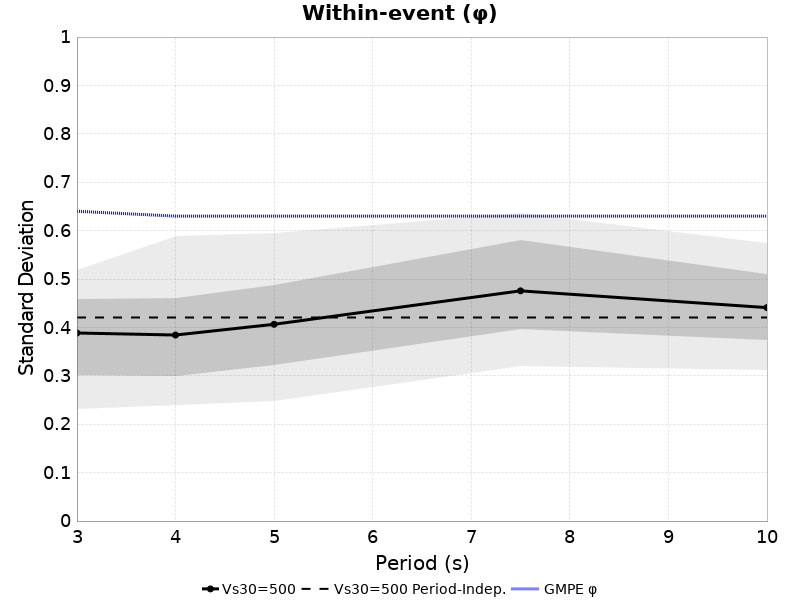 Within-event (φ)
1
0.9
0.8
0.7
0.6
0.5
0.4
0.3
0.2
0.1
0
Standard Deviation
3 4 5 6 7 8 9 10
Period (s)
Vs30=500 Vs30=500 Period-Indep. GMPE φ